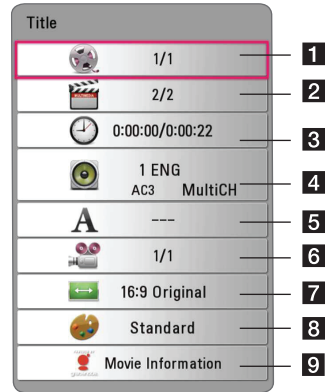 Title
1/1 1
2/2 2
0:00:00/0:00:22 3
1 ENG
AC3 MultiCH 4
A --- 5
1/1 6
16:9 Original 7
Standard 8
Movie Information 9